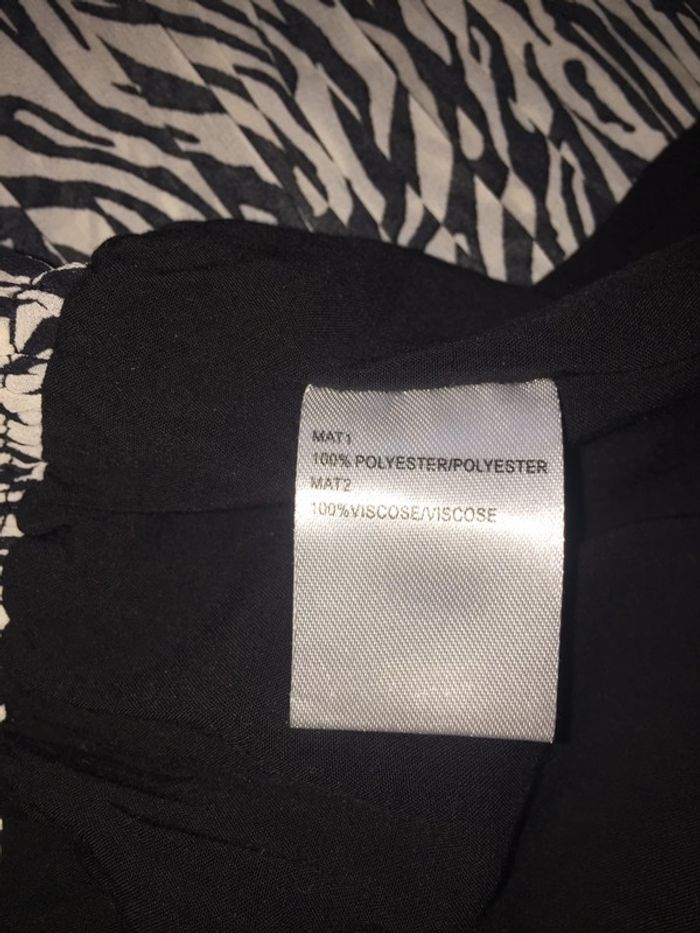 MAT1
100% POLYESTER/POLYESTER
MAT2
100%VISCOSE/VISCOSE